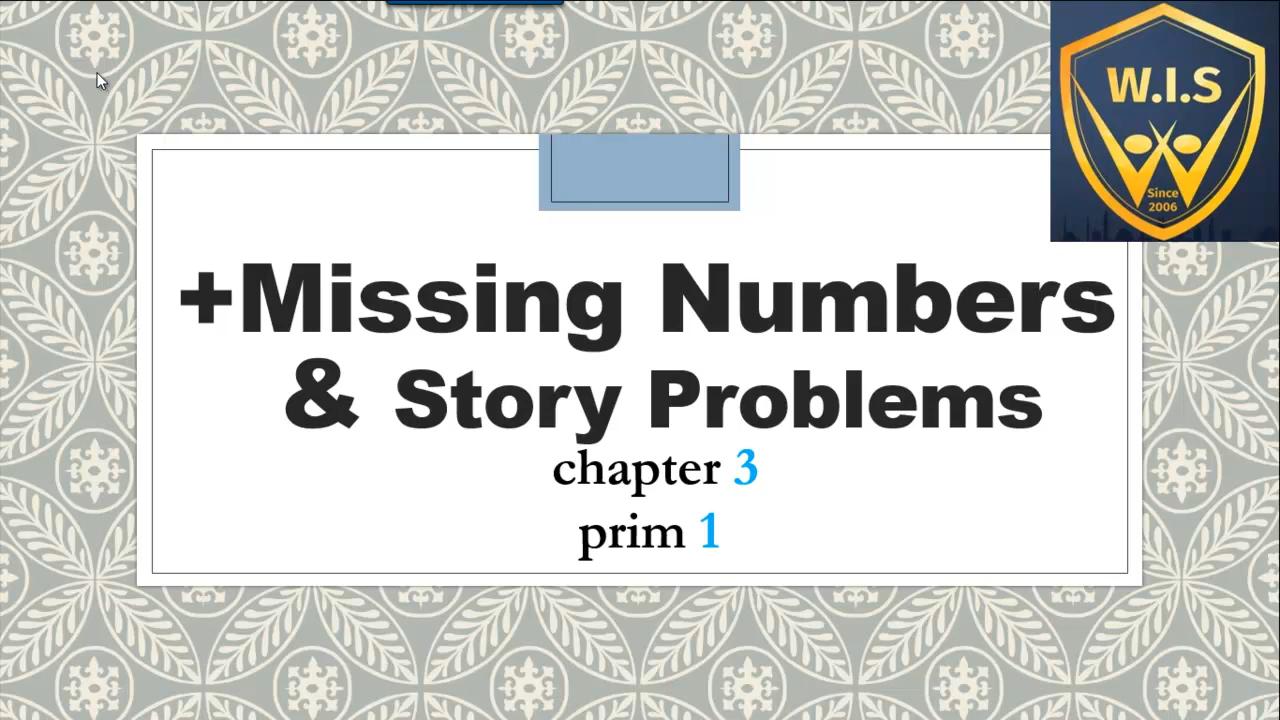 W.I.S
Since
2006
+Missing Numbers
& Story Problems
chapter 3
prim 1